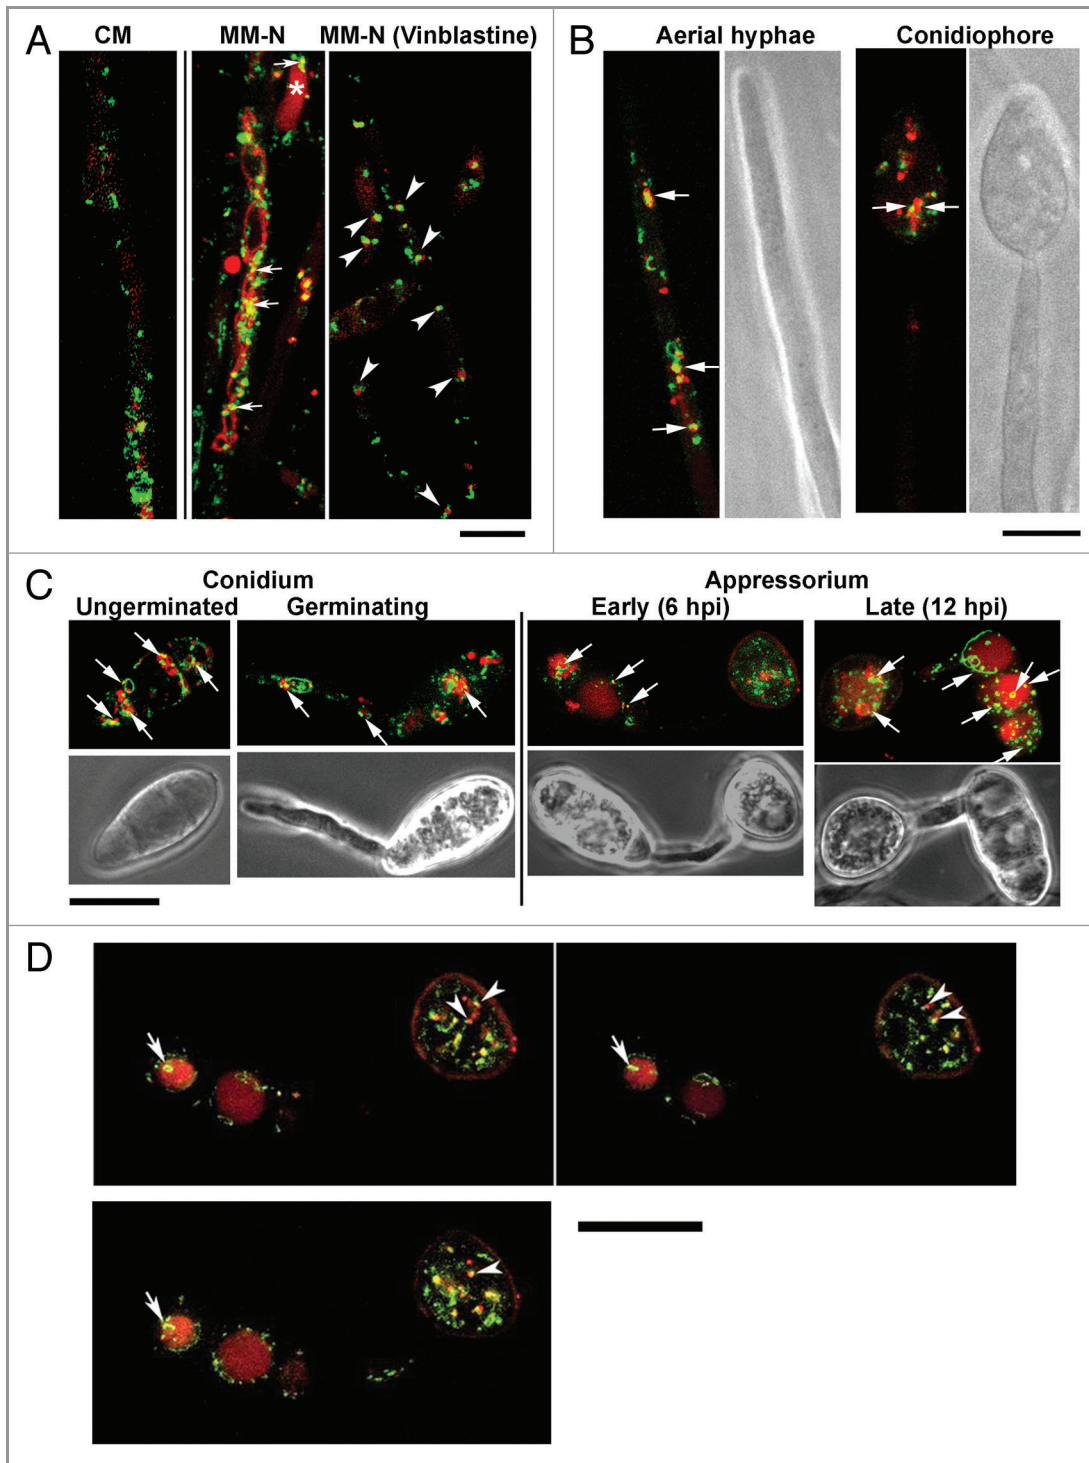 A
CM
MM-N
MM-N (Vinblastine)
*
B
Aerial hyphae
Conidiophore
C
Conidium
Ungerminated
Germinating
Appressorium
Early (6 hpi)
Late (12 hpi)
D